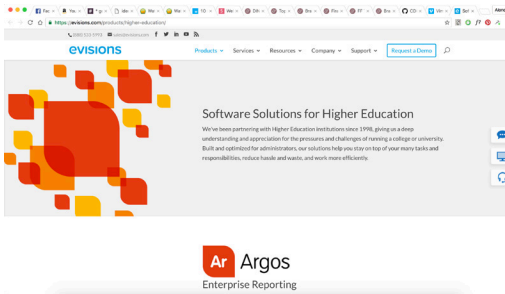 https://evisions.com/products/higher-education/
evisions
Products Services Resources Company Support Request a Demo
Software Solutions for Higher Education
We've been partnering with Higher Education institutions since 1998, giving us a deep
understanding and appreciation for the pressures and challenges of running a college or university.
Built and optimized for administrators, our solutions help you stay on top of your many tasks and
responsibilities, reduce hassle and waste, and work more efficiently.
Ar Argos
Enterprise Reporting